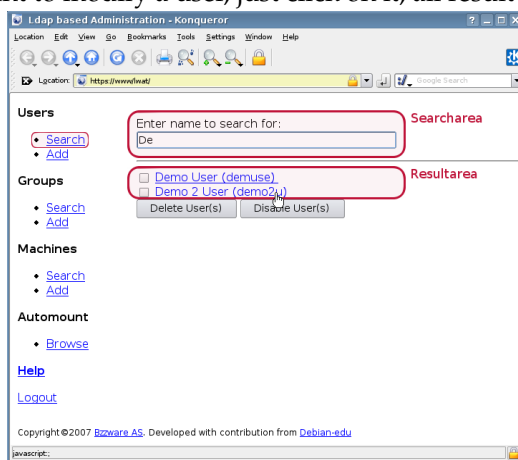 nt to modify a user, just click on it, all result
Ldap based Administration - Konqueror
Location Edit View Go Bookmarks Tools Settings Window Help
Location: https://www/lwat/ Google Search
Users
Search
Add
Groups
Search
Add
Machines
Search
Add
Automount
Browse
Help
Logout
Enter name to search for:
De
Searcharea
Demo User (demuse)
Demo 2 User (demo2u)
Resultarea
Delete User(s) Disable User(s)
Copyright©2007 Bzzware AS. Developed with contribution from Debian-edu
javascript:;